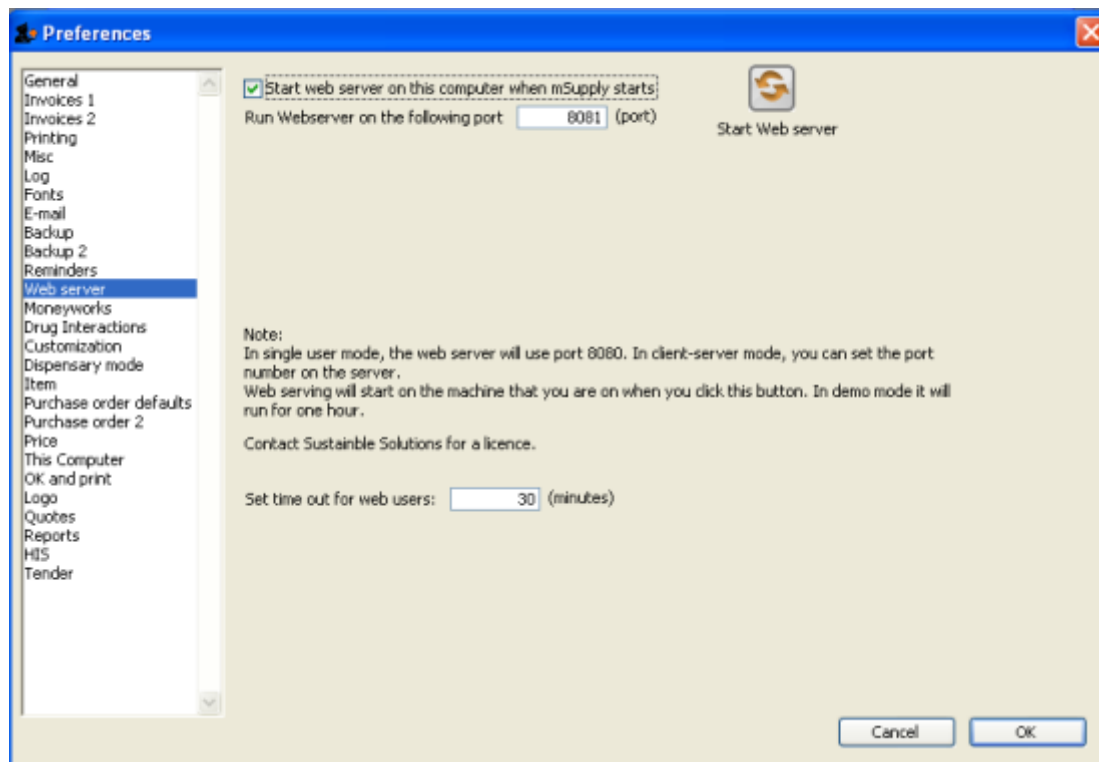 Preferences
General
Invoices 1
Invoices 2
Printing
Misc
Log
Fonts
E-mail
Backup
Backup 2
Reminders
Web server
Moneyworks
Drug Interactions
Customization
Dispensary mode
Item
Purchase order defaults
Purchase order 2
Price
This Computer
OK and print
Logo
Quotes
Reports
HIS
Tender
Start web server on this computer when mSupply starts
Run Webserver on the following port 8081 (port)
Start Web server
Note:
In single user mode, the web server will use port 8080. In client-server mode, you can set the port
number on the server.
Web serving will start on the machine that you are on when you click this button. In demo mode it will
run for one hour.
Contact Sustainble Solutions for a licence.
Set time out for web users: 30 (minutes)
Cancel
OK